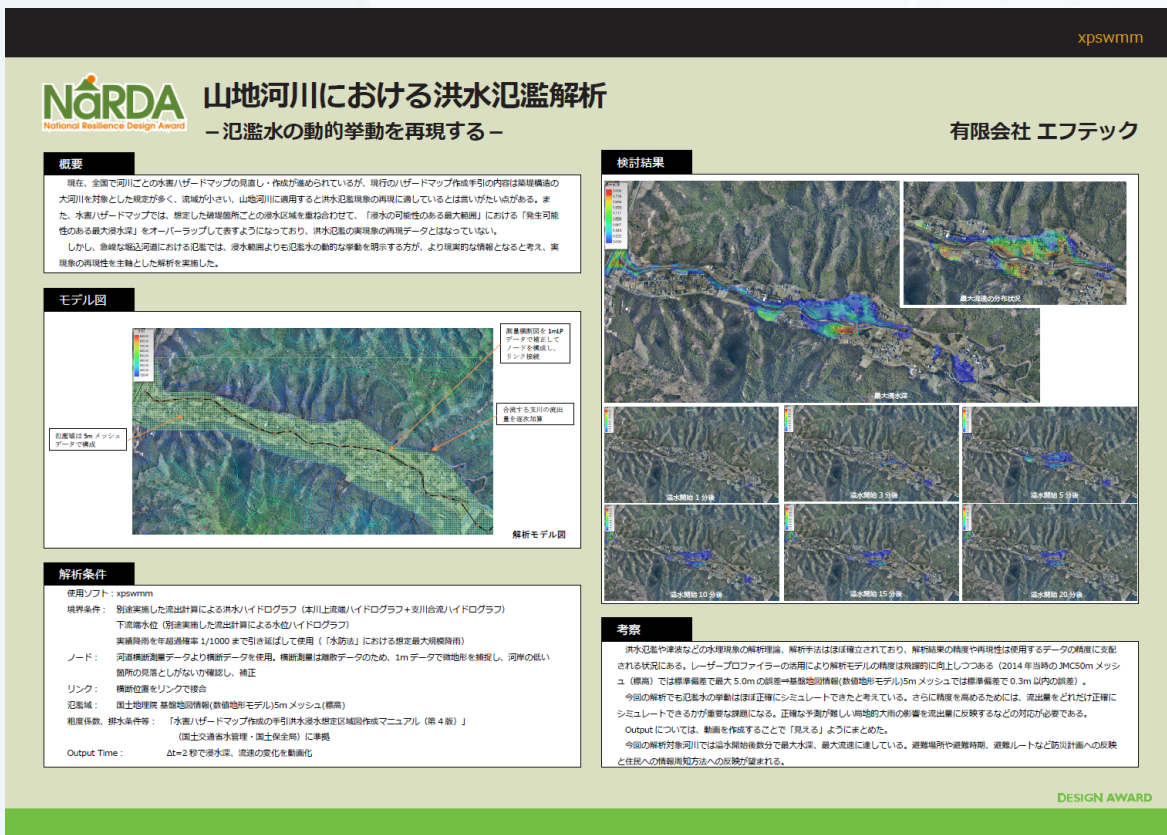 xpswmm
NaRDA
National Resilience Design Award
山地河川における洪水氾濫解析
－氾濫水の動的挙動を再現する－
有限会社 エフテック
概要
現在、全国で河川ごとの水害ハザードマップの見直し・作成が進められているが、現行のハザードマップ作成手引の内容は築堤構造の
大河川を対象とした規定が多く、流域が小さい、山地河川に適用すると洪水氾濫現象の再現に適しているとは言いがたい点がある。ま
た、水害ハザードマップでは、想定した破堤箇所ごとの浸水区域を重ね合わせて、「浸水の可能性のある最大範囲」における「発生可能
性のある最大浸水深」をオーバーラップして表すようになっており、洪水氾濫の実現象の再現データとはなっていない。
しかし、急峻な堀込河道における氾濫では、浸水範囲よりも氾濫水の動的な挙動を明示する方が、より現実的な情報となると考え、実
現象の再現性を主軸とした解析を実施した。
モデル図
測量横断図を 1mLP
データで補正して
ノードを構成し、
リンク接続
合流する支川の流出
量を逐次加算
氾濫域は 5m メッシュ
データで構成
解析モデル図
解析条件
使用ソフト：xpswmm
境界条件： 別途実施した流出計算による洪水ハイドログラフ（本川上流端ハイドログラフ+支川合流ハイドログラフ）
下流端水位（別途実施した流出計算による水位ハイドログラフ）
実績降雨を年超過確率 1/1000 まで引き延ばして使用（「水防法」における想定最大規模降雨）
ノード： 河道横断測量データより横断データを使用。横断測量は離散データのため、1mデータで微地形を捕捉し、河岸の低い
箇所の見落としがないか確認し、補正
リンク： 横断位置をリンクで接合
氾濫域： 国土地理院 基盤地図情報(数値地形モデル)5mメッシュ(標高)
粗度係数、排水条件等： 「水害ハザードマップ作成の手引洪水浸水想定区域図作成マニュアル（第４版）」
（国土交通省水管理・国土保全局）に準拠
Output Time： Δt=2 秒で浸水深、流速の変化を動画化
検討結果
最大流速の分布状況
最大浸水深
溢水開始 1 分後
溢水開始 3 分後
溢水開始 5 分後
溢水開始 10 分後
溢水開始 15 分後
溢水開始 20 分後
考察
洪水氾濫や津波などの水理現象の解析理論、解析手法はほぼ確立されており、解析結果の精度や再現性は使用するデータの精度に支配
される状況にある。レーザープロファイラーの活用により解析モデルの精度は飛躍的に向上しつつある（2014 年当時のJMC50mメッシ
ュ（標高）では標準偏差で最大 5.0m の誤差⇒基盤地図情報(数値地形モデル)5mメッシュでは標準偏差で 0.3m 以内の誤差）。
今回の解析でも氾濫水の挙動はほぼ正確にシミュレートできたと考えている。さらに精度を高めるためには、流出量をどれだけ正確に
シミュレートできるかが重要な課題になる。正確な予測が難しい局地的大雨の影響を流出量に反映するなどの対応が必要である。
Output については、動画を作成することで「見える」ようにまとめた。
今回の解析対象河川では溢水開始後数分で最大水深、最大流速に達している。避難場所や避難時期、避難ルートなど防災計画への反映
と住民への情報周知方法への反映が望まれる。
DESIGN AWARD